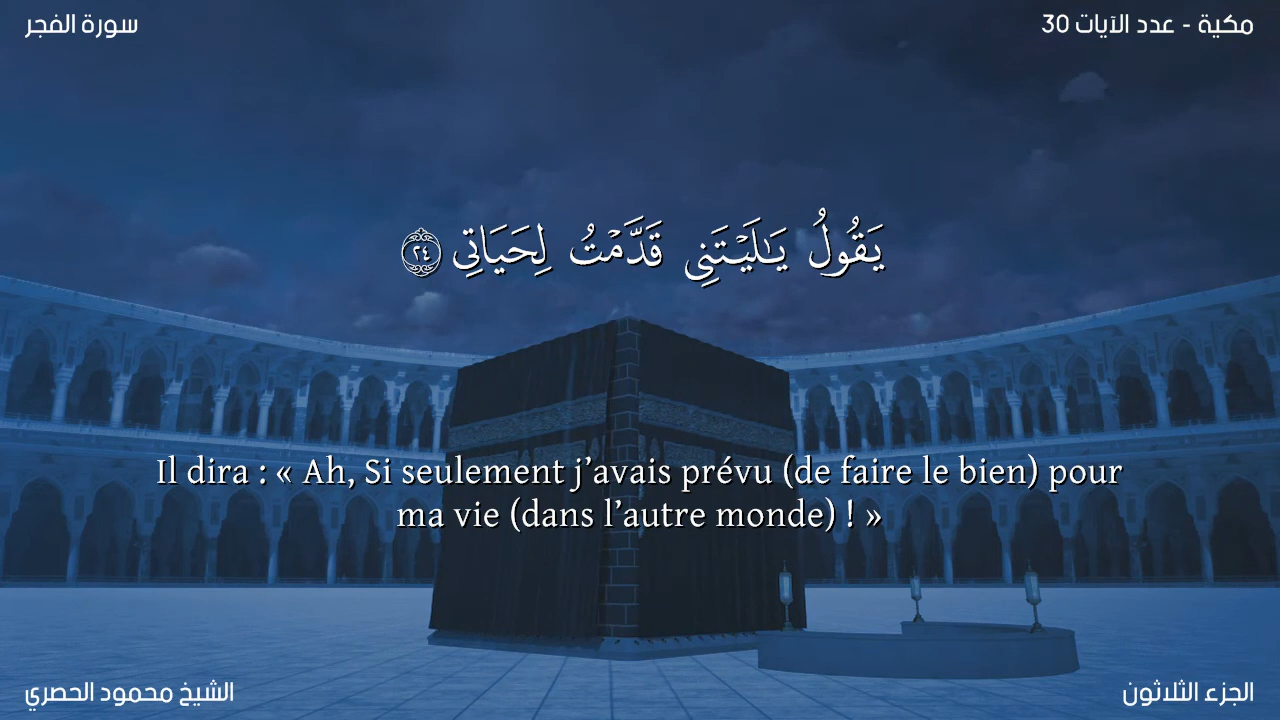 سورة الفجر
مكية - عدد الآيات 30
يَقُولُ يَـٰلَيْتَنِى قَدَّمْتُ لِحَيَاتِى ٢٤
Il dira : « Ah, Si seulement j’avais prévu (de faire le bien) pour
ma vie (dans l’autre monde) ! »
الشيخ محمود الحصري
الجزء الثلاثون